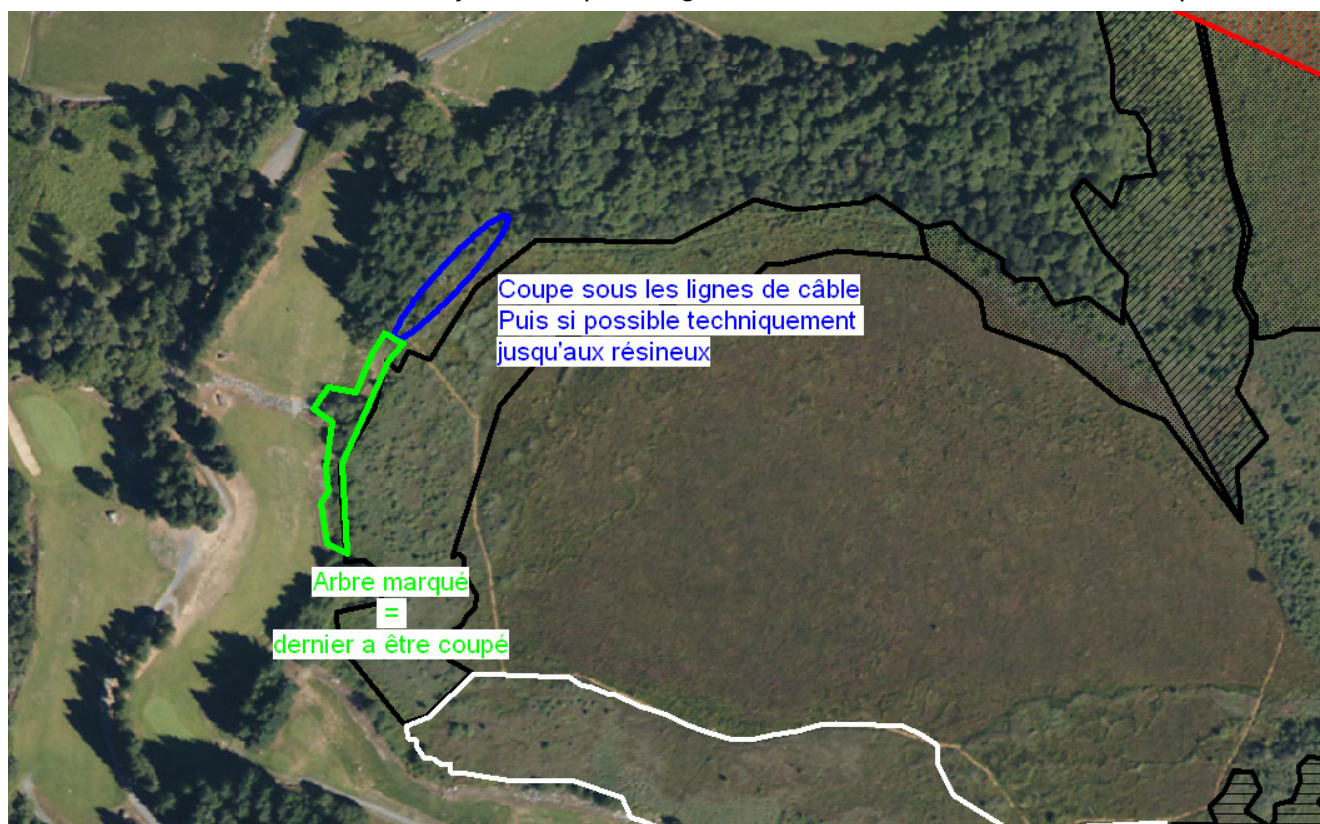 Coupe sous les lignes de câble
Puis si possible techniquement
jusqu'aux résineux
Arbre marqué
=
dernier a être coupé